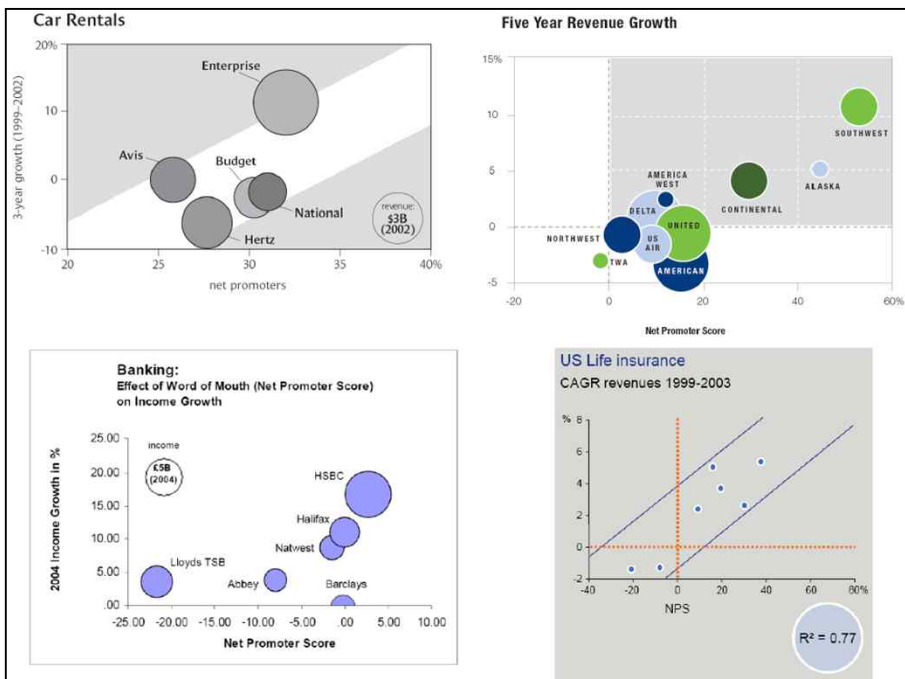 Car Rentals
3-year growth (1999–2002)
20%
10
0
-10
Enterprise
Avis
Budget
National
Hertz
revenue:
$3B
(2002)
20
25
30
35
40%
net promoters
Five Year Revenue Growth
15%
10
5
0
-5
SOUTHWEST
ALASKA
AMERICA
WEST
CONTINENTAL
DELTA
UNITED
NORTHWEST
US
AIR
TWA
AMERICAN
-20
0
20
40
60%
Net Promoter Score
Banking:
Effect of Word of Mouth (Net Promoter Score)
on Income Growth
2004 Income Growth in %
25.00
20.00
15.00
10.00
5.00
.00
income
£5B
(2004)
HSBC
Halifax
Natwest
Lloyds TSB
Abbey
Barclays
-25.00
-20.00
-15.00
-10.00
-5.00
.00
5.00
10.00
Net Promoter Score
US Life insurance
CAGR revenues 1999-2003
%
8
6
4
2
0
-2
-40
-20
0
20
40
60
80%
NPS
R² = 0.77